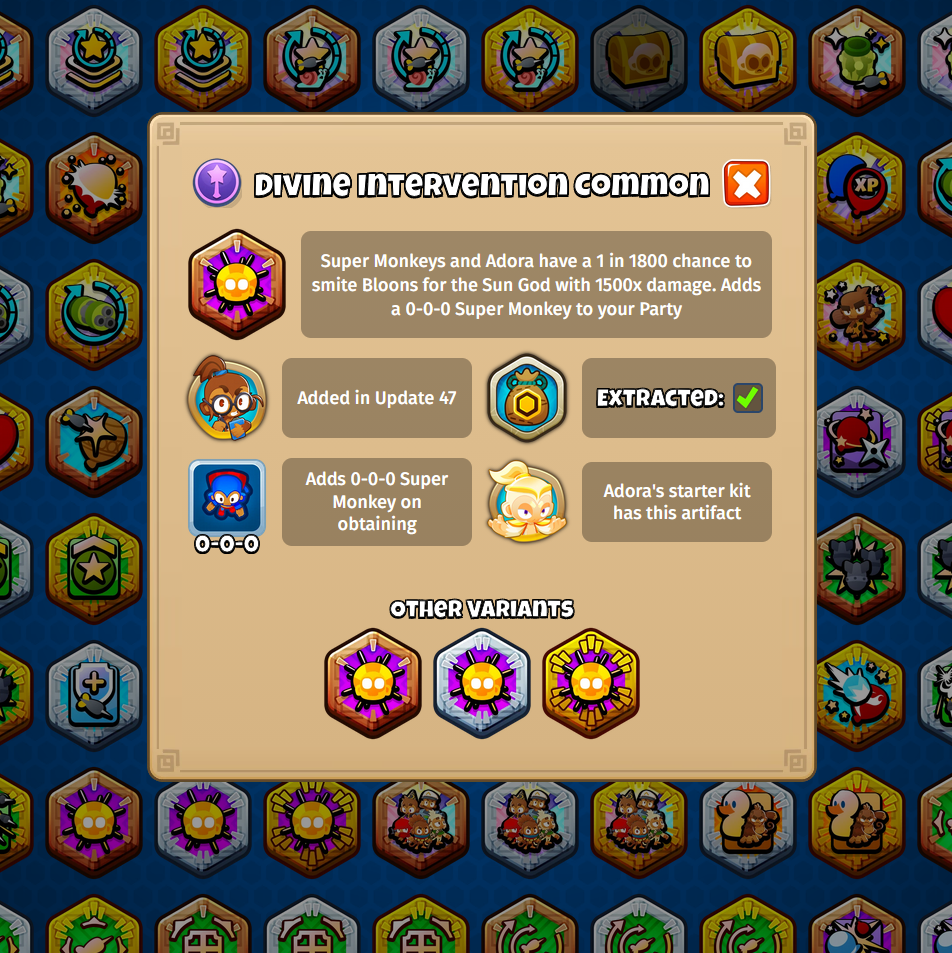 XP
Divine Intervention Common
Super Monkeys and Adora have a 1 in 1800 chance to
smite Bloons for the Sun God with 1500x damage. Adds
a 0-0-0 Super Monkey to your Party
Added in Update 47
Extracted:
Adds 0-0-0 Super
Monkey on
obtaining
0-0-0
Adora's starter kit
has this artifact
Other Variants